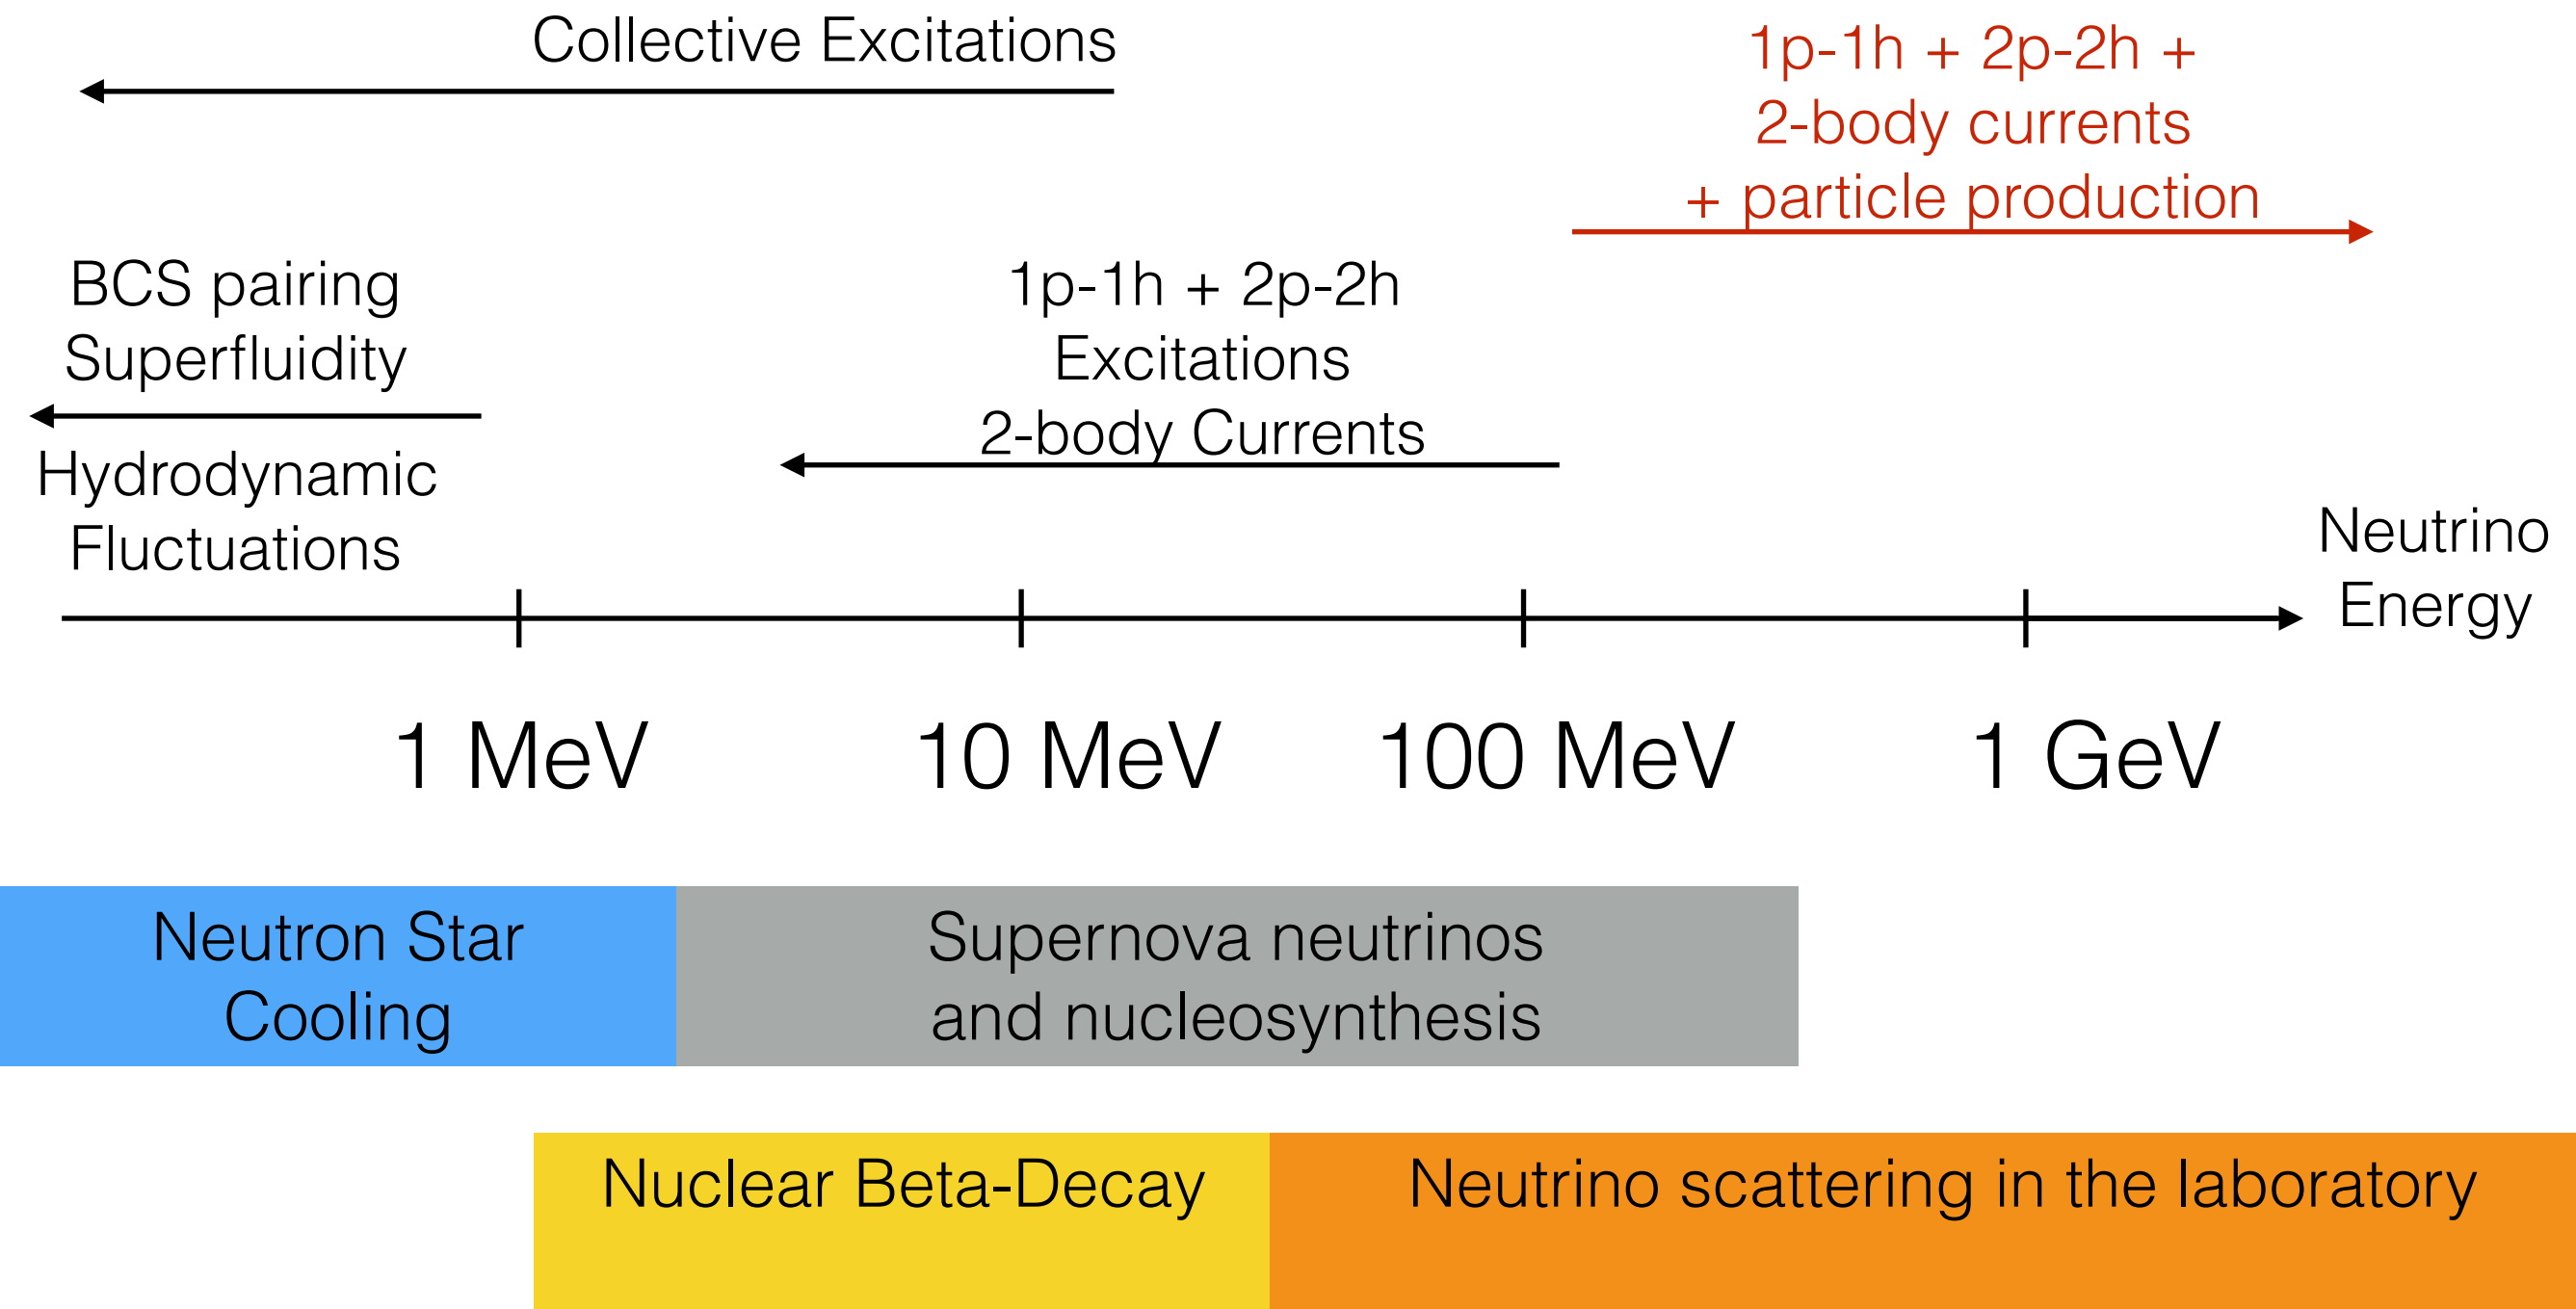 Collective Excitations
1p-1h + 2p-2h +
2-body currents
+ particle production
BCS pairing
Superfluidity
Hydrodynamic
Fluctuations
1p-1h + 2p-2h
Excitations
2-body Currents
Neutrino
Energy
1 MeV
10 MeV
100 MeV
1 GeV
Neutron Star
Cooling
Supernova neutrinos
and nucleosynthesis
Nuclear Beta-Decay
Neutrino scattering in the laboratory